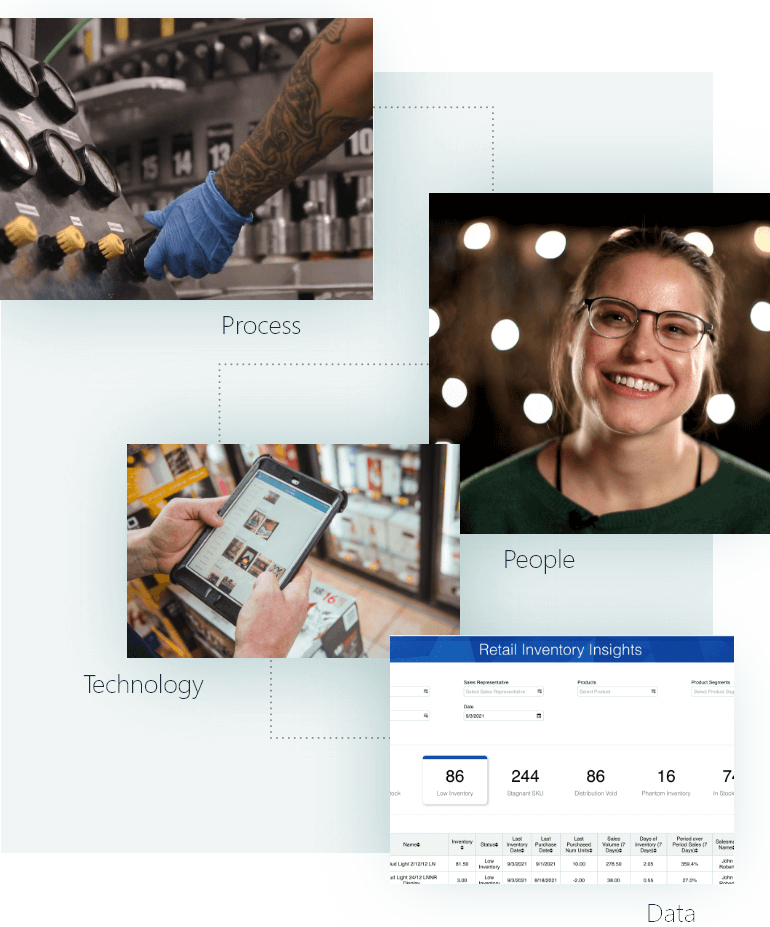 15
14
13
10
Process
People
16
Technology
Retail Inventory Insights
Sales Representative
Products
Product Segments
Select Sales Representative
Select Product
Select Product Seg
Date
9/3/2021
86
244
86
16
Low Inventory
Stagnant SKU
Distribution Void
Phantom Inventory
In Stock
Name
Inventory
Status
Last Inventory Date
Last Purchase Date
Last Purchased Num Units
Sales Volume (7 Days)
Days of Inventory (7 Days)
Period over Period Sales (7 Days)
ud Light 2/12/12 LN
81.50
Low Inventory
9/3/2021
9/1/2021
10.00
278.50
2.05
359.4%
John
ud Light 24/12 LNNR Display
3.00
Low Inventory
9/3/2021
8/18/2021
-2.00
38.00
0.55
27.0%
John
Data